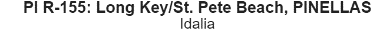 PI R-155: Long Key/St. Pete Beach, PINELLAS
Idalia